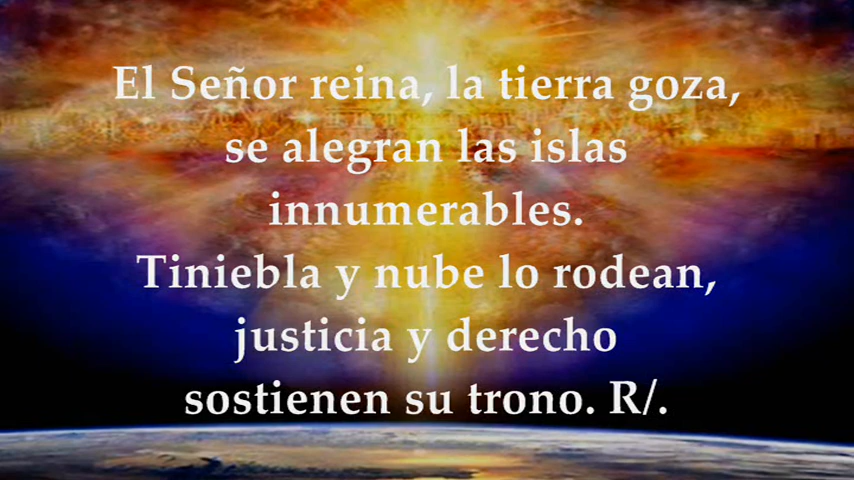 El Señor reina, la tierra goza,
se alegran las islas
innumerables.
Tiniebla y nube lo rodean,
justicia y derecho
sostienen su trono. R/.